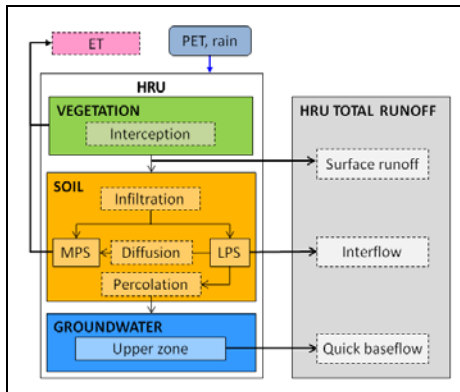 ET
PET, rain
HRU
VEGETATION
Interception
HRU TOTAL RUNOFF
Surface runoff
SOIL
Infiltration
MPS
Diffusion
LPS
Interflow
Percolation
GROUNDWATER
Upper zone
Quick baseflow